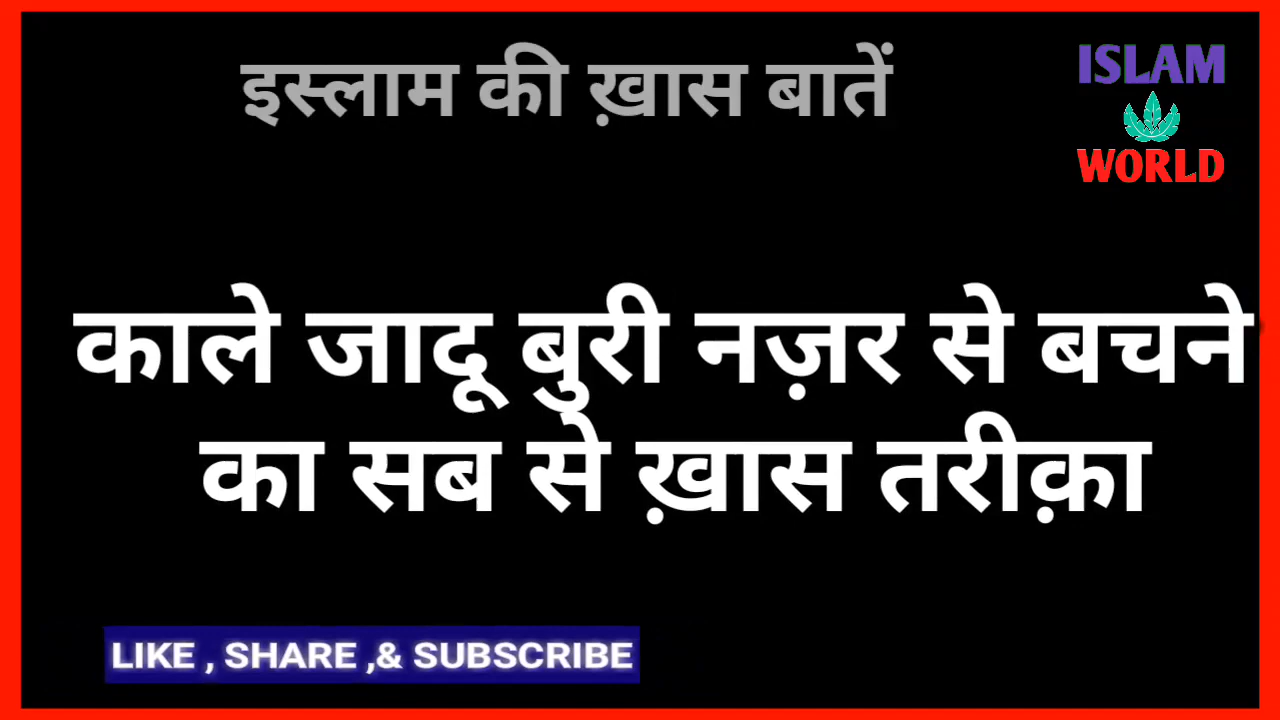 इस्लाम की ख़ास बातें
ISLAM
WORLD
काले जादू बुरी नज़र से बचने
का सब से ख़ास तरीक़ा
LIKE , SHARE ,& SUBSCRIBE